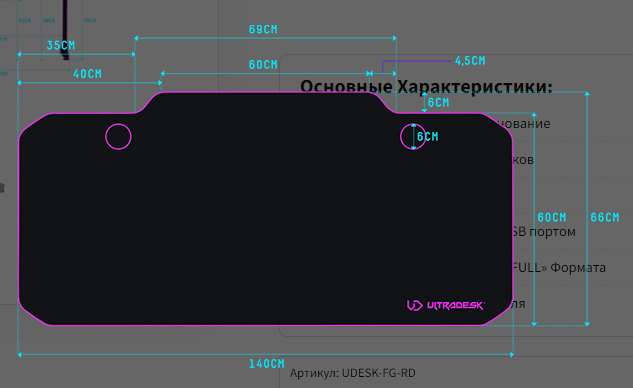 69CM
35CM
60CM
4,5CM
40CM
Основные Характеристики:
6CM
ование
6CM
ков
60CM
66CM
SB портом
FULL» Формата
ля
ULTRADESK
140CM
Артикул: UDESK-FG-RD